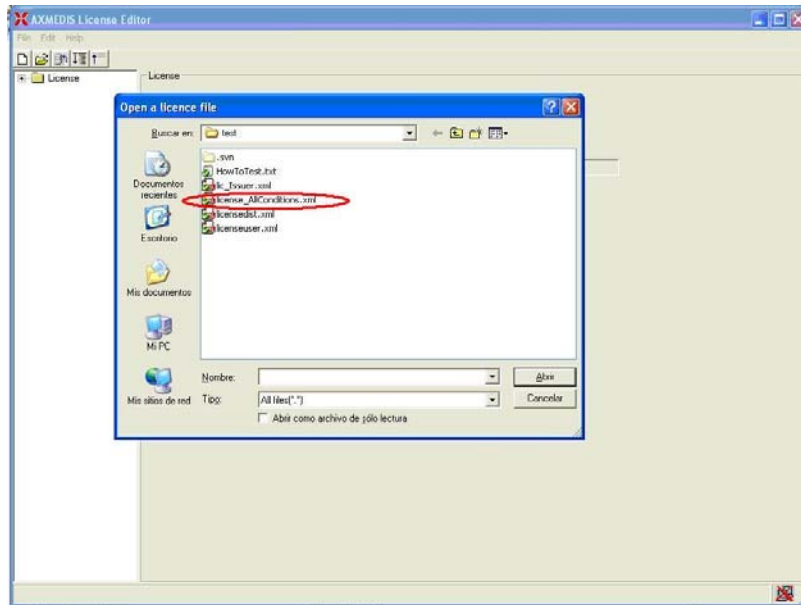 AXMEDIS License Editor
File Edit Help
License
License
Open a licence file
Buscar en:
test
.svn
HowToTest.txt
lic_Issuer.xml
license_AllConditions.xml
licensedist.xml
licenseuser.xml
Documentos recientes
Escritorio
Mis documentos
Mi PC
Mis sitios de red
Nombre:
Abrir
Tipo:
All files(*.*)
Cancelar
Abrir como archivo de sólo lectura